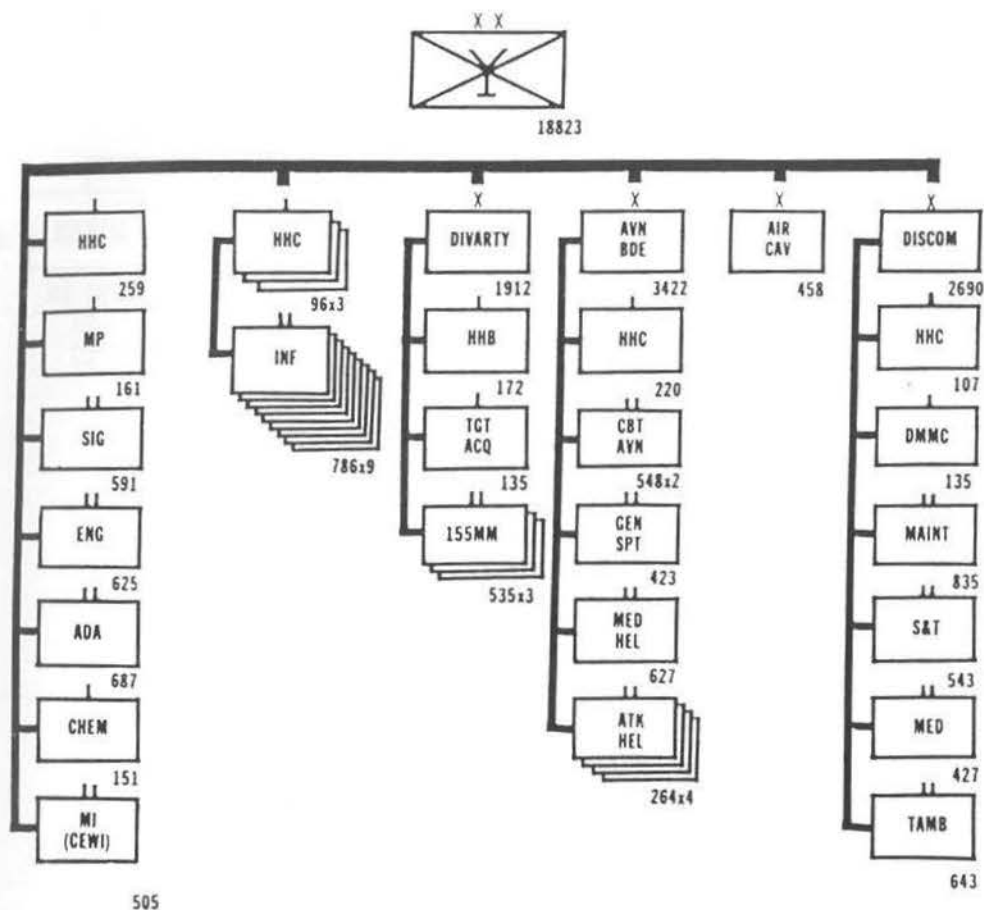 X X
18823
HHC
259
MP
161
SIG
591
ENG
625
ADA
687
CHEM
151
MI
(CEWI)
505
HHC
96x3
INF
786x9
X
DIVARTY
1912
HHB
172
TGT
ACQ
135
155MM
535x3
X
AVN
BDE
3422
HHC
220
CBT
AVN
548x2
GEN
SPT
423
MED
HEL
627
ATK
HEL
264x4
X
AIR
CAV
458
X
DISCOM
2690
HHC
107
DMMC
135
MAINT
835
S&T
543
MED
427
TAMB
643